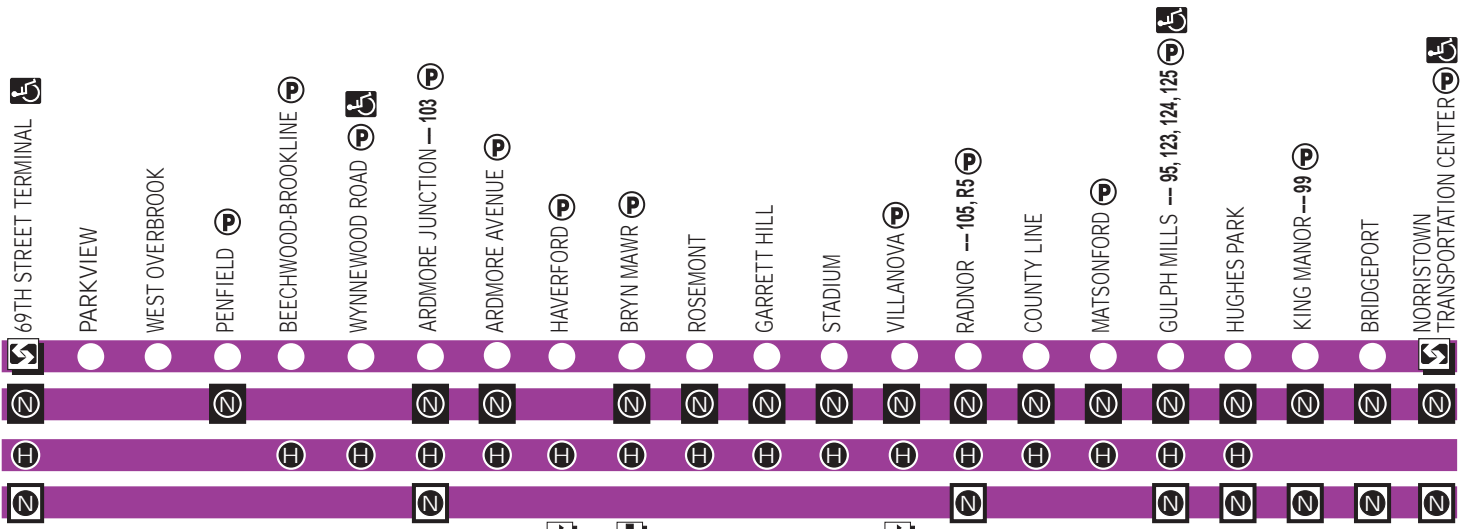 69TH STREET TERMINAL
PARKVIEW
WEST OVERBROOK
PENFIELD P
BEECHWOOD-BROOKLINE P
WYNNEWOOD ROAD P
ARDMORE JUNCTION — 103 P
ARDMORE AVENUE P
HAVERFORD P
BRYN MAWR P
ROSEMONT
GARRETT HILL
STADIUM
VILLANOVA P
RADNOR -- 105, R5 P
COUNTY LINE
MATSONFORD P
GULPH MILLS -- 95, 123, 124, 125 P
HUGHES PARK
KING MANOR -- 99 P
BRIDGEPORT
NORRISTOWN
TRANSPORTATION CENTER P
S S
N N N N N N N N N N N N N N N N N N
H H H H H H H H H H H H H H H H
N N N N N N N N